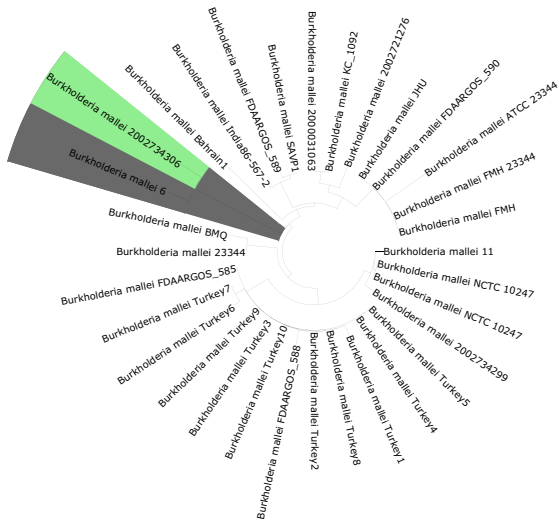 Burkholderia mallei 11
Burkholderia mallei FMH
Burkholderia mallei FMH 23344
Burkholderia mallei ATCC 23344
Burkholderia mallei FDAARGOS_590
Burkholderia mallei JHU
Burkholderia mallei 2002721276
Burkholderia mallei KC_1092
Burkholderia mallei 2000031063
Burkholderia mallei SAVP1
Burkholderia mallei FDAARGOS_589
Burkholderia mallei India86-567-2
Burkholderia mallei Bahrain1
Burkholderia mallei 2002734306
Burkholderia mallei 6
Burkholderia mallei BMQ
Burkholderia mallei 23344
Burkholderia mallei FDAARGOS_585
Burkholderia mallei Turkey7
Burkholderia mallei Turkey6
Burkholderia mallei Turkey9
Burkholderia mallei Turkey3
Burkholderia mallei Turkey10
Burkholderia mallei FDAARGOS_588
Burkholderia mallei Turkey2
Burkholderia mallei Turkey8
Burkholderia mallei Turkey1
Burkholderia mallei Turkey4
Burkholderia mallei Turkey5
Burkholderia mallei 2002734299
Burkholderia mallei NCTC 10247
Burkholderia mallei NCTC 10247